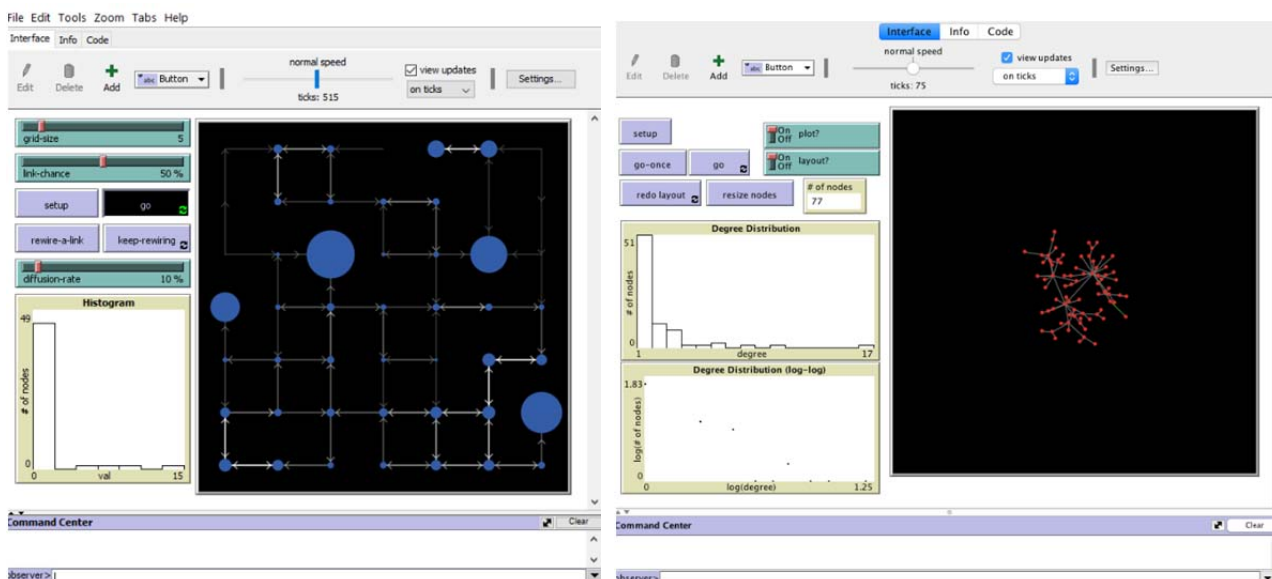 File Edit Tools Zoom Tabs Help
Interface Info Code
Edit Delete Add
abc Button
normal speed
ticks: 515
view updates
on ticks
Settings...
grid-size 5
link-chance 50 %
setup go
rewire-a-link keep-rewiring
diffusion-rate 10 %
Histogram
49
# of nodes
0
0 val 15
Command Center
Clear
observer>
Interface Info Code
Edit Delete Add
abc Button
normal speed
ticks: 75
view updates
on ticks
Settings...
setup
On
Off plot?
go-once go
On
Off layout?
redo layout resize nodes
# of nodes
77
Degree Distribution
51
# of nodes
0
1 degree 17
Degree Distribution (log-log)
1.83
log(# of nodes)
0
0 log(degree) 1.25
Command Center
Clear
observer>